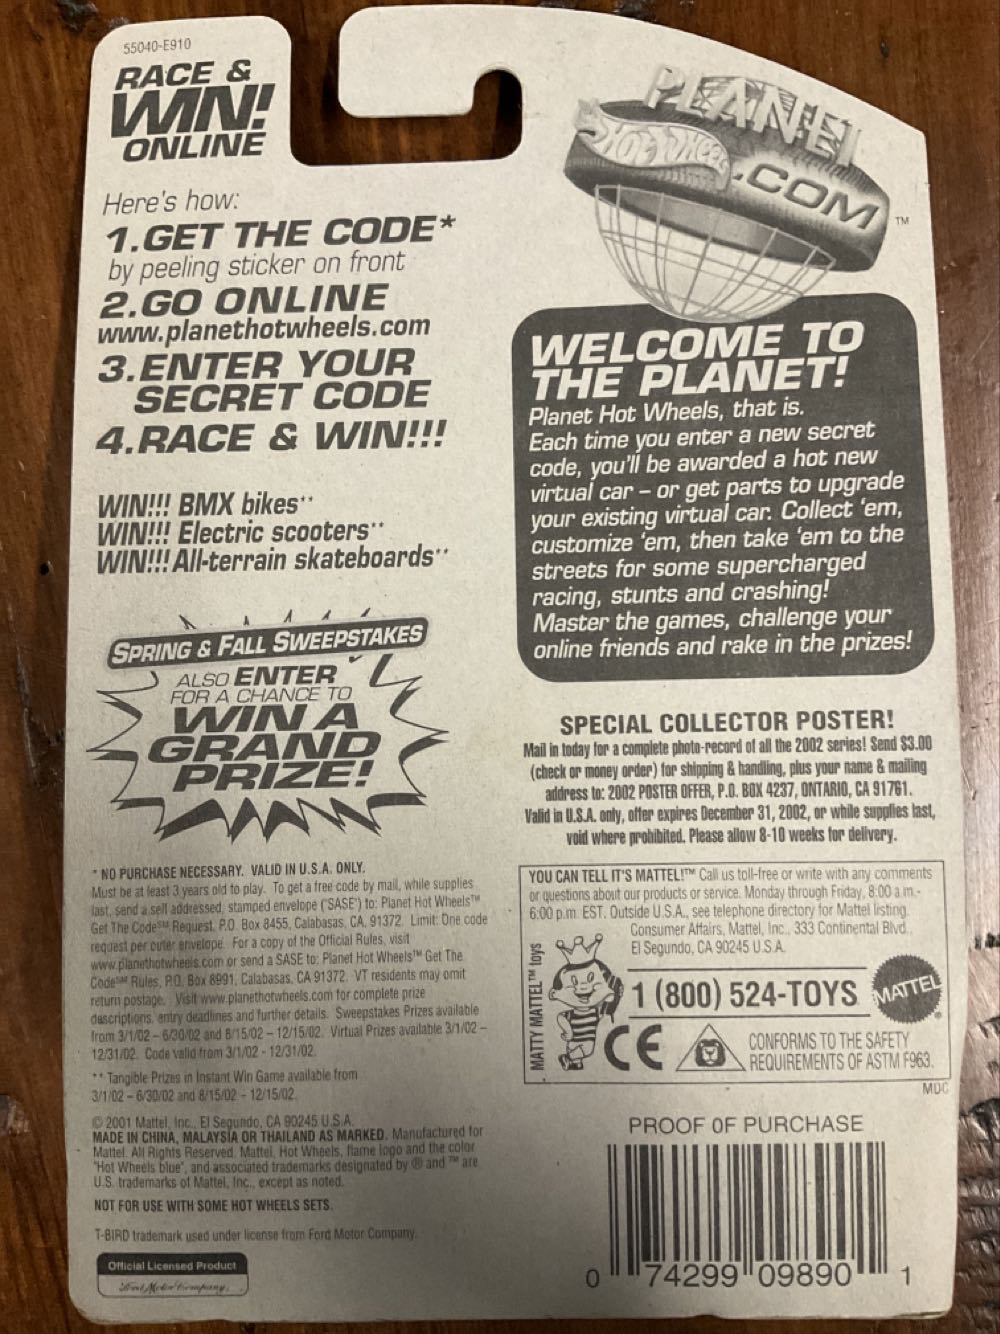 55040-E910
RACE &
WIN!
ONLINE
Here's how:
1.GET THE CODE*
by peeling sticker on front
2.GO ONLINE
www.planethotwheels.com
3.ENTER YOUR
SECRET CODE
4.RACE & WIN!!!
WIN!!! BMX bikes**
WIN!!! Electric scooters**
WIN!!! All-terrain skateboards**
SPRING & FALL SWEEPSTAKES
ALSO ENTER
FOR A CHANCE TO
WIN A
GRAND
PRIZE!
* NO PURCHASE NECESSARY. VALID IN U.S.A. ONLY.
Must be at least 3 years old to play. To get a free code by mail, while supplies
last, send a self addressed, stamped envelope ("SASE") to: Planet Hot Wheels™
Get The Code℠ Request, P.O. Box 8455, Calabasas, CA, 91372. Limit: One code
request per outer envelope. For a copy of the Official Rules, visit
www.planethotwheels.com or send a SASE to: Planet Hot Wheels™ Get The
Code℠ Rules, P.O. Box 8991, Calabasas, CA 91372. VT residents may omit
return postage. Visit www.planethotwheels.com for complete prize
descriptions, entry deadlines and further details. Sweepstakes Prizes available
from 3/1/02 – 6/30/02 and 8/15/02 - 12/15/02. Virtual Prizes available 3/1/02 –
12/31/02. Code valid from 3/1/02 - 12/31/02.
** Tangible Prizes in Instant Win Game available from
3/1/02 - 6/30/02 and 8/15/02 - 12/15/02.
© 2001 Mattel, Inc., El Segundo, CA 90245 U.S.A.
MADE IN CHINA, MALAYSIA OR THAILAND AS MARKED. Manufactured for
Mattel. All Rights Reserved. Mattel, Hot Wheels, flame logo and the color
"Hot Wheels blue", and associated trademarks designated by ® and ™ are
U.S. trademarks of Mattel, Inc., except as noted.
NOT FOR USE WITH SOME HOT WHEELS SETS.
T-BIRD trademark used under license from Ford Motor Company.
Official Licensed Product
Ford Motor Company
PLANET
HOT WHEELS
.COM
™
WELCOME TO
THE PLANET!
Planet Hot Wheels, that is.
Each time you enter a new secret
code, you'll be awarded a hot new
virtual car – or get parts to upgrade
your existing virtual car. Collect 'em,
customize 'em, then take 'em to the
streets for some supercharged
racing, stunts and crashing!
Master the games, challenge your
online friends and rake in the prizes!
SPECIAL COLLECTOR POSTER!
Mail in today for a complete photo-record of all the 2002 series! Send $3.00
(check or money order) for shipping & handling, plus your name & mailing
address to: 2002 POSTER OFFER, P.O. BOX 4237, ONTARIO, CA 91761.
Valid in U.S.A. only, offer expires December 31, 2002, or while supplies last,
void where prohibited. Please allow 8-10 weeks for delivery.
YOU CAN TELL IT'S MATTEL!™ Call us toll-free or write with any comments
or questions about our products or service. Monday through Friday, 8:00 a.m.-
6:00 p.m. EST. Outside U.S.A., see telephone directory for Mattel listing.
Consumer Affairs, Mattel, Inc., 333 Continental Blvd.,
El Segundo, CA 90245 U.S.A.
MATTY MATTEL™ toys
1 (800) 524-TOYS
MATTEL®
CE
CONFORMS TO THE SAFETY
REQUIREMENTS OF ASTM F963.
MDC
PROOF OF PURCHASE
0 74299 09890 1